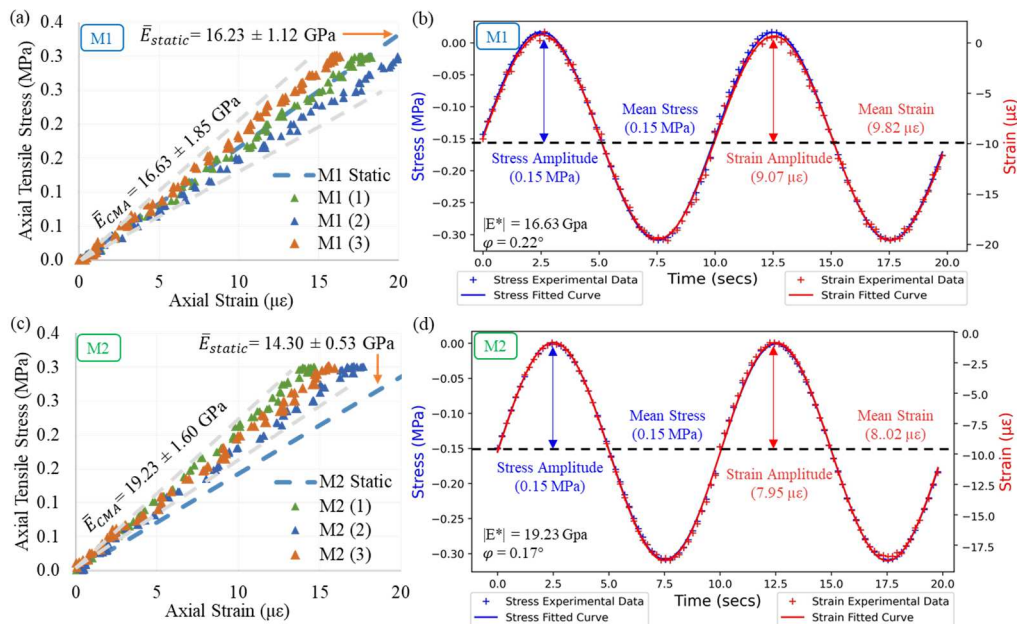 (a)
M1
Ē_static = 16.23 ± 1.12 GPa
Ē_CMA = 16.63 ± 1.85 GPa
M1 Static
M1 (1)
M1 (2)
M1 (3)
Axial Tensile Stress (MPa)
0.4
0.3
0.3
0.2
0.2
0.1
0.1
0.0
0
5
10
15
20
Axial Strain (με)
(b)
M1
Stress (MPa)
0.00
−0.05
−0.10
−0.15
−0.20
−0.25
−0.30
Mean Stress
(0.15 MPa)
Mean Strain
(9.82 με)
Stress Amplitude
(0.15 MPa)
Strain Amplitude
(9.07 με)
|E*| = 16.63 Gpa
φ = 0.22°
0
−5
−10
−15
−20
Strain (με)
0.0
2.5
5.0
7.5
10.0
12.5
15.0
17.5
20.0
Time (secs)
Stress Experimental Data
Stress Fitted Curve
Strain Experimental Data
Strain Fitted Curve
(c)
M2
Ē_static = 14.30 ± 0.53 GPa
Ē_CMA = 19.23 ± 1.60 GPa
M2 Static
M2 (1)
M2 (2)
M2 (3)
Axial Tensile Stress (MPa)
0.4
0.3
0.3
0.2
0.2
0.1
0.1
0.0
0
5
10
15
20
Axial Strain (με)
(d)
M2
Stress (MPa)
0.00
−0.05
−0.10
−0.15
−0.20
−0.25
−0.30
Mean Stress
(0.15 MPa)
Mean Strain
(8.02 με)
Stress Amplitude
(0.15 MPa)
Strain Amplitude
(7.95 με)
|E*| = 19.23 Gpa
φ = 0.17°
0.0
−2.5
−5.0
−7.5
−10.0
−12.5
−15.0
−17.5
Strain (με)
0.0
2.5
5.0
7.5
10.0
12.5
15.0
17.5
20.0
Time (secs)
Stress Experimental Data
Stress Fitted Curve
Strain Experimental Data
Strain Fitted Curve